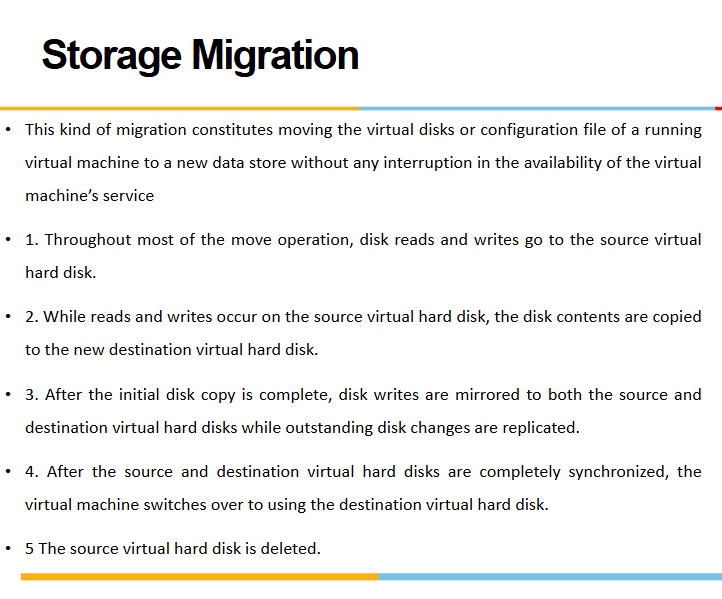 Storage Migration
• This kind of migration constitutes moving the virtual disks or configuration file of a running
virtual machine to a new data store without any interruption in the availability of the virtual
machine’s service
• 1. Throughout most of the move operation, disk reads and writes go to the source virtual
hard disk.
• 2. While reads and writes occur on the source virtual hard disk, the disk contents are copied
to the new destination virtual hard disk.
• 3. After the initial disk copy is complete, disk writes are mirrored to both the source and
destination virtual hard disks while outstanding disk changes are replicated.
• 4. After the source and destination virtual hard disks are completely synchronized, the
virtual machine switches over to using the destination virtual hard disk.
• 5 The source virtual hard disk is deleted.